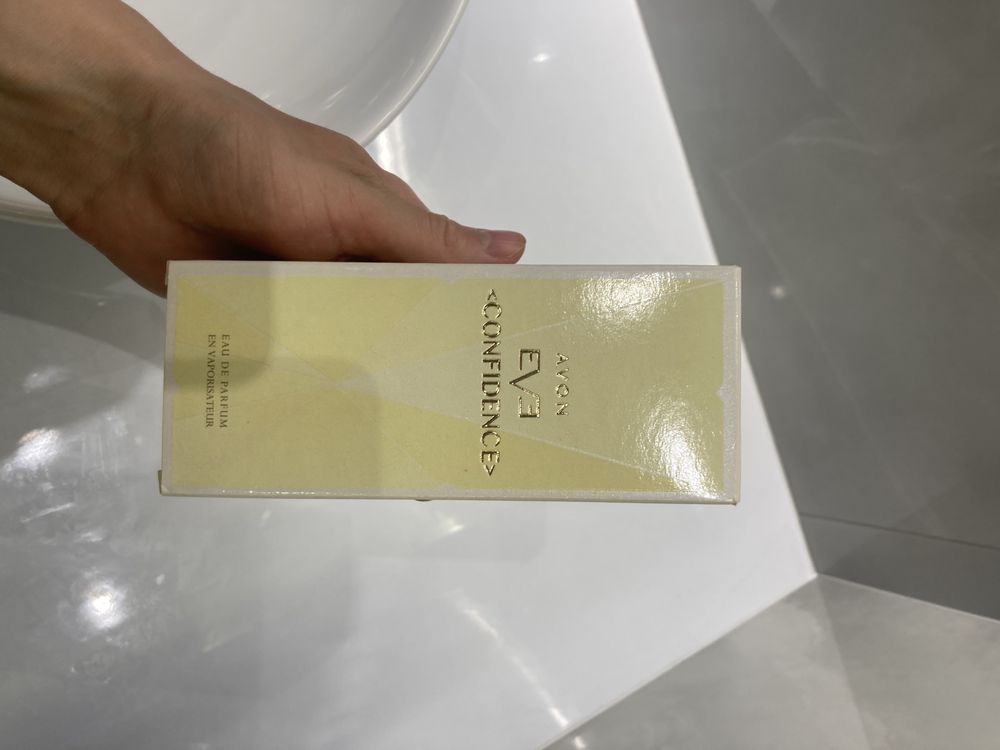 AVON
EVE
<CONFIDENCE>
EAU DE PARFUM
EN VAPORISATEUR